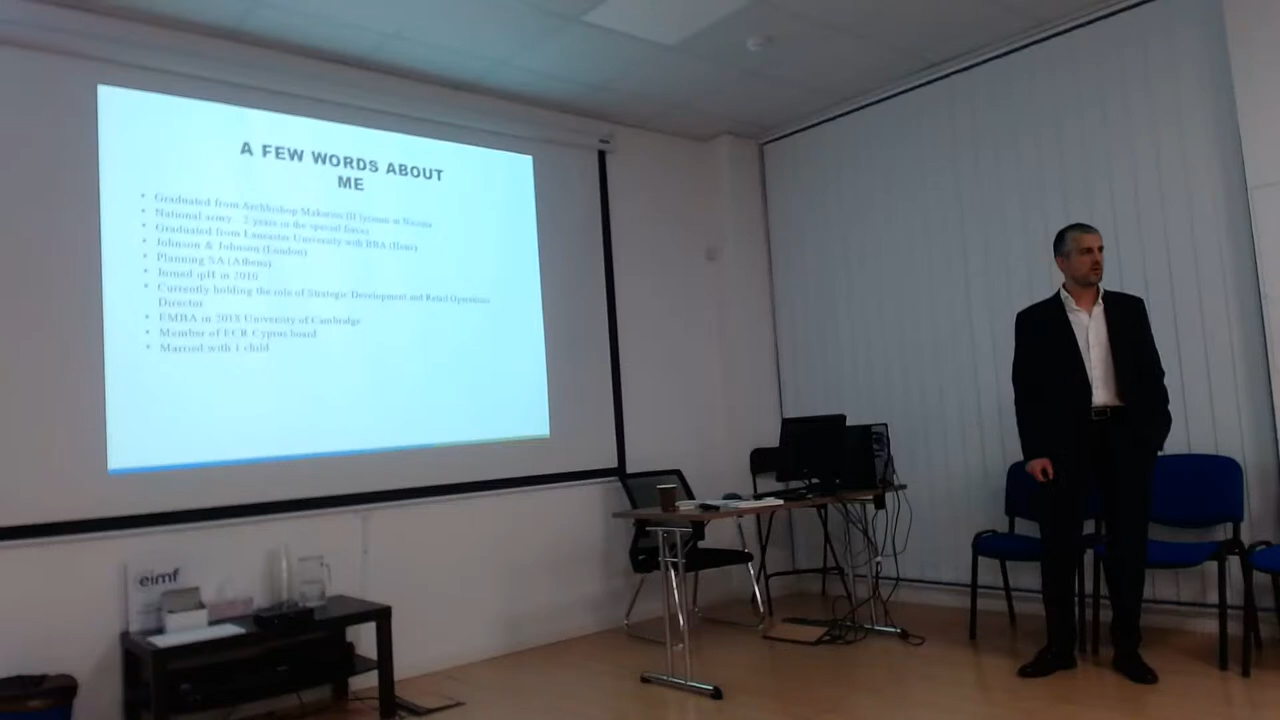 A FEW WORDS ABOUT
ME
• Graduated from Archbishop Makarios III lyceum in Nicosia
• National army - 2 years in the special forces
• Graduated from Lancaster University with BBA (Hons)
• Johnson & Johnson (London)
• Planning SA (Athens)
• Joined in 2010
• Currently holding the role of Strategic Development and Retail Operations
Director
• EMBA in 2018 University of Cambridge
• Member of ECR Cyprus board
• Married with 1 child
eimf